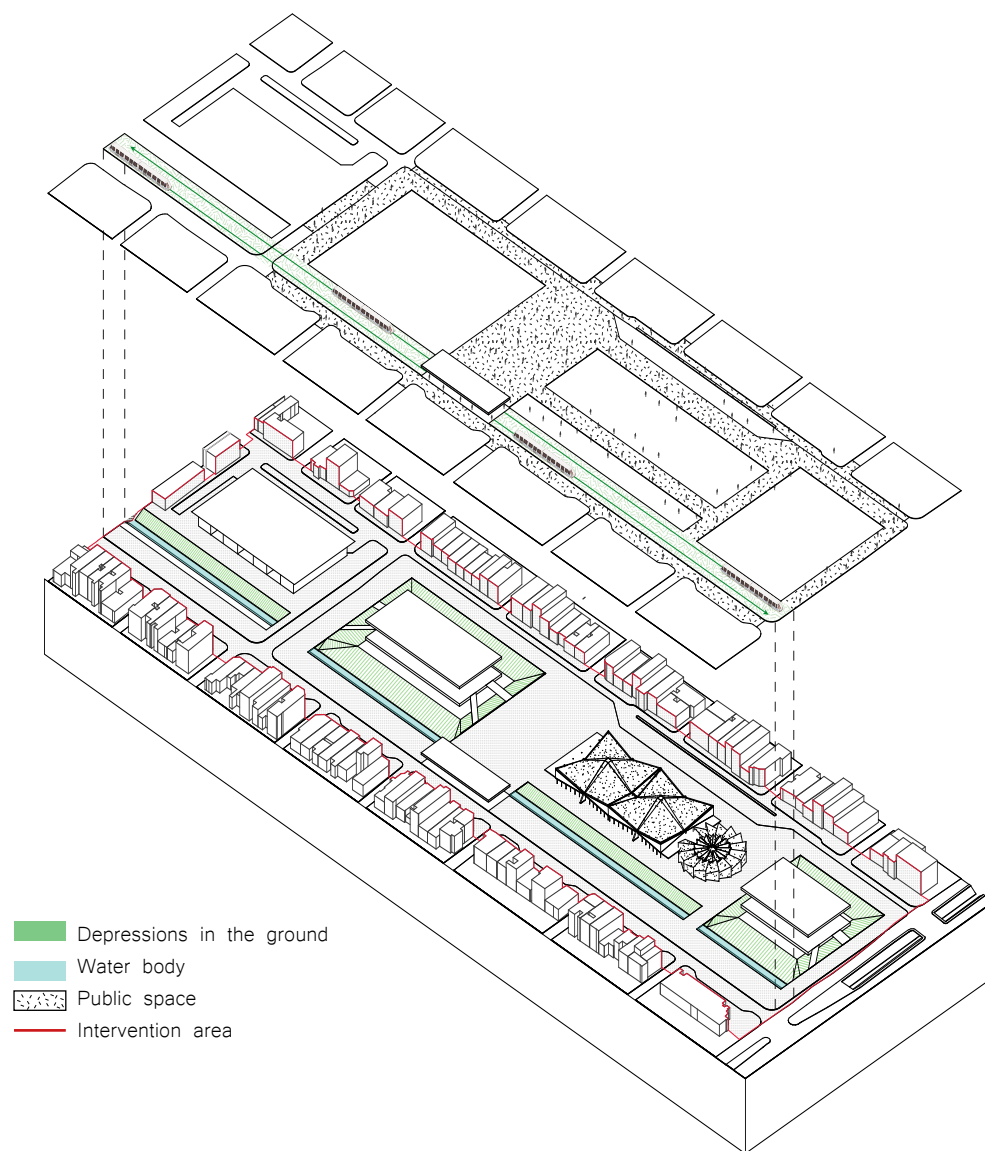 Depressions in the ground
Water body
Public space
Intervention area